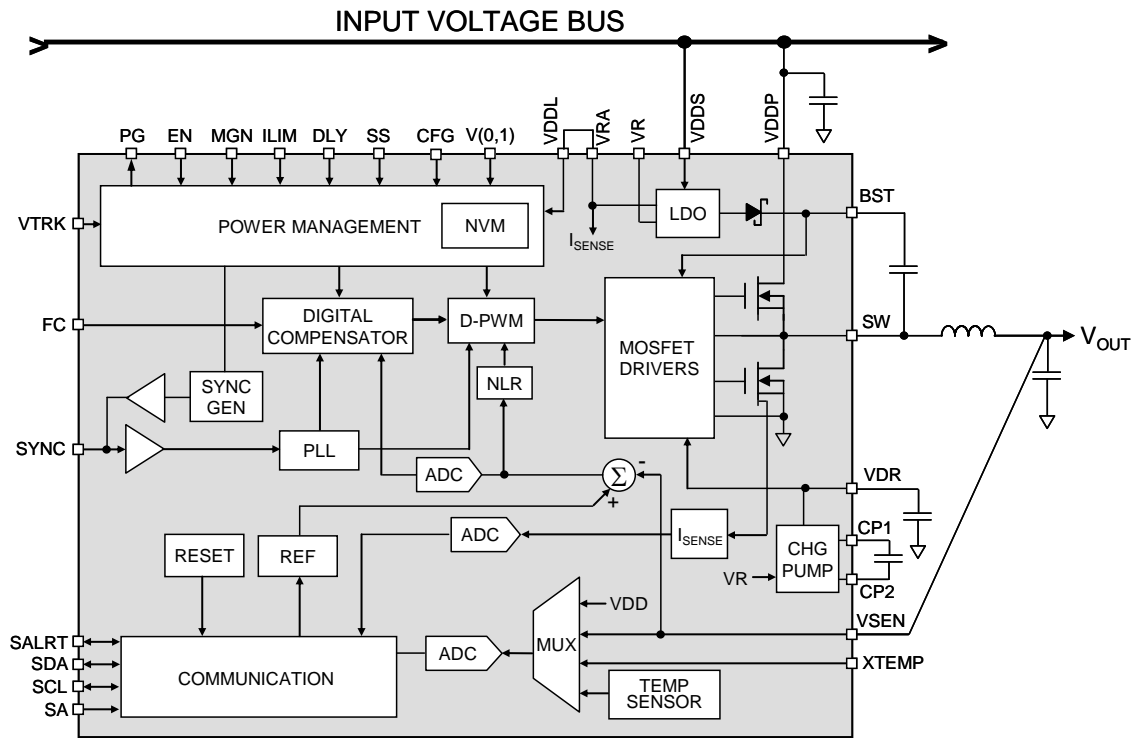 INPUT VOLTAGE BUS
PG
EN
MGN
ILIM
DLY
SS
CFG
V(0,1)
VDDL
VRA
VR
VDDS
VDDP
VTRK
POWER MANAGEMENT
NVM
I_SENSE
LDO
BST
FC
DIGITAL
COMPENSATOR
D-PWM
MOSFET
DRIVERS
SW
V_OUT
SYNC
GEN
NLR
SYNC
PLL
ADC
Σ
-
+
VDR
RESET
REF
ADC
I_SENSE
CHG
PUMP
VR
CP1
CP2
VDD
VSEN
MUX
XTEMP
SALRT
SDA
SCL
SA
COMMUNICATION
ADC
TEMP
SENSOR